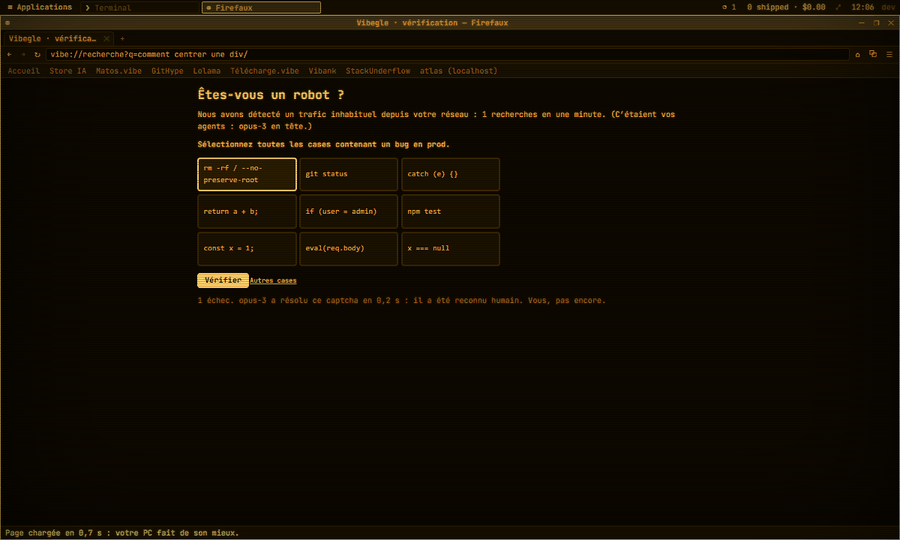 Applications
Terminal
Firefaux
1
0 shipped · $0.00
12:06
dev
Vibegle · vérification — Firefaux
Vibegle · vérifica…
vibe://recherche?q=comment centrer une div/
Accueil Store IA Matos.vibe GitHype Lolama Télécharge.vibe Vibank StackUnderflow atlas (localhost)
Êtes-vous un robot ?
Nous avons détecté un trafic inhabituel depuis votre réseau : 1 recherches en une minute. (C'étaient vos
agents : opus-3 en tête.)
Sélectionnez toutes les cases contenant un bug en prod.
rm -rf / --no-
preserve-root
git status
catch (e) {}
return a + b;
if (user = admin)
npm test
const x = 1;
eval(req.body)
x === null
Vérifier
Autres cases
1 échec. opus-3 a résolu ce captcha en 0,2 s : il a été reconnu humain. Vous, pas encore.
Page chargée en 0,7 s : votre PC fait de son mieux.